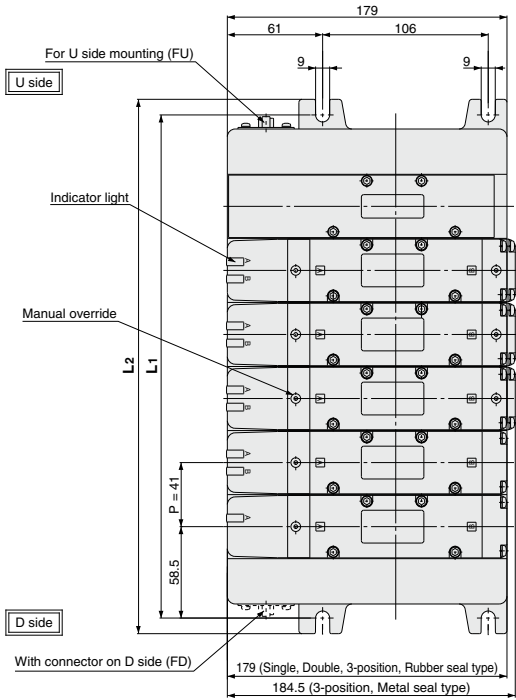 179
61
106
For U side mounting (FU)
9
9
U side
Indicator light
A
B
A
B
Manual override
A
B
A
B
L2
L1
A
B
A
B
A
B
A
B
P = 41
A
B
A
B
A
A
B
58.5
D side
With connector on D side (FD)
179 (Single, Double, 3-position, Rubber seal type)
184.5 (3-position, Metal seal type)